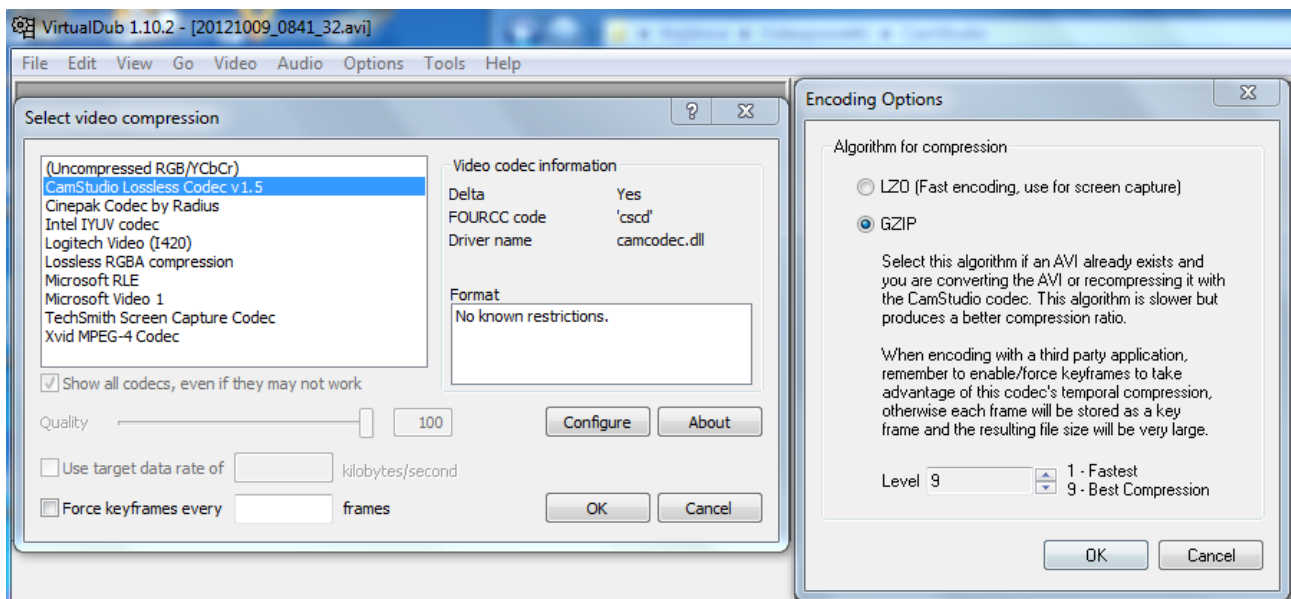 VirtualDub 1.10.2 - [20121009_0841_32.avi]
File Edit View Go Video Audio Options Tools Help
Select video compression
(Uncompressed RGB/YCbCr)
CamStudio Lossless Codec v1.5
Cinepak Codec by Radius
Intel IYUV codec
Logitech Video (I420)
Lossless RGBA compression
Microsoft RLE
Microsoft Video 1
TechSmith Screen Capture Codec
Xvid MPEG-4 Codec
Show all codecs, even if they may not work
Quality 100
Use target data rate of kilobytes/second
Force keyframes every frames
Video codec information
Delta Yes
FOURCC code 'cscd'
Driver name camcodec.dll
Format
No known restrictions.
Configure About
OK Cancel
Encoding Options
Algorithm for compression
LZO (Fast encoding, use for screen capture)
GZIP
Select this algorithm if an AVI already exists and
you are converting the AVI or recompressing it with
the CamStudio codec. This algorithm is slower but
produces a better compression ratio.
When encoding with a third party application,
remember to enable/force keyframes to take
advantage of this codec's temporal compression,
otherwise each frame will be stored as a key
frame and the resulting file size will be very large.
Level 9
1 - Fastest
9 - Best Compression
OK Cancel